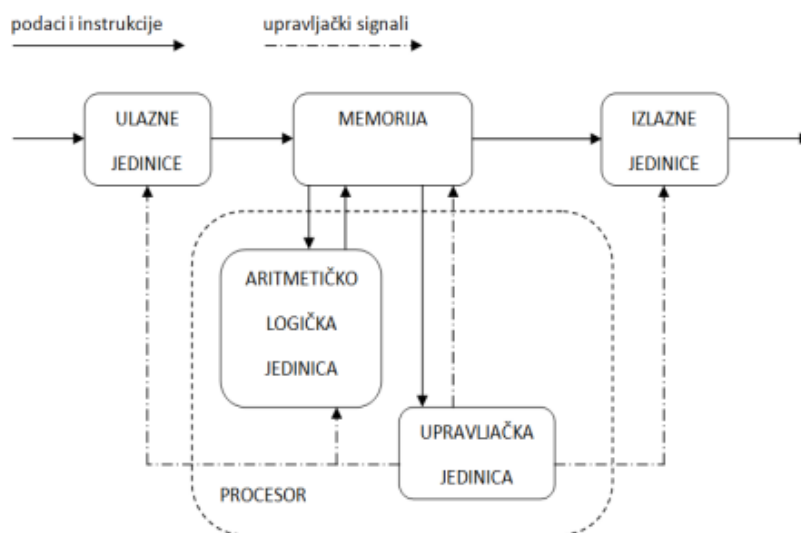 podaci i instrukcije
upravljački signali
ULAZNE
JEDINICE
MEMORIJA
IZLAZNE
JEDINICE
ARITMETIČKO
LOGIČKA
JEDINICA
UPRAVLJAČKA
JEDINICA
PROCESOR